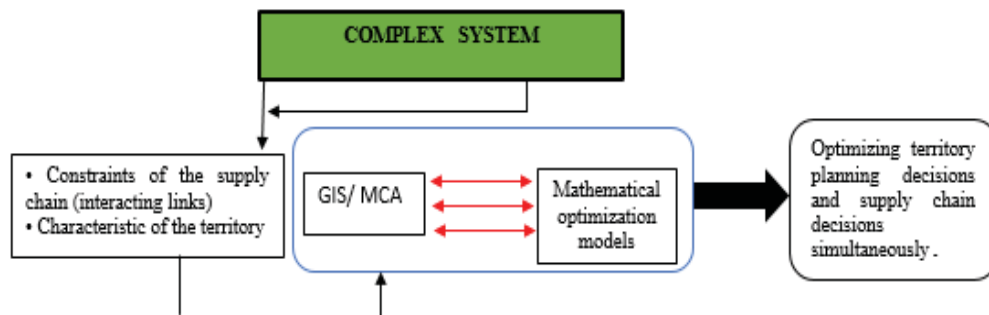 COMPLEX SYSTEM
• Constraints of the supply
chain (interacting links)
• Characteristic of the territory
GIS/ MCA
Mathematical
optimization
models
Optimizing territory
planning decisions
and supply chain
decisions
simultaneously .